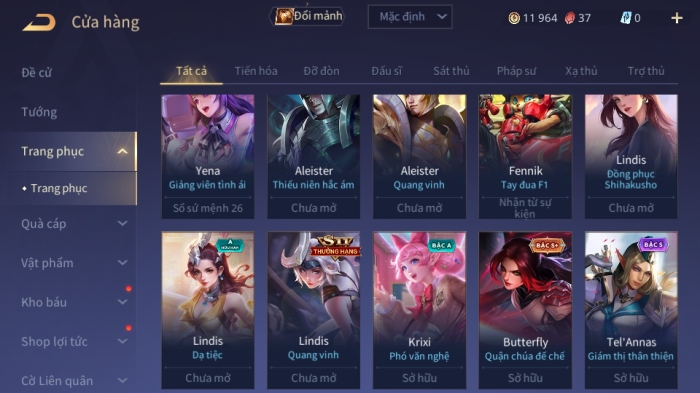 Cửa hàng
Đổi mảnh
Mặc định
11 964
37
0
Đề cử
Tướng
Trang phục
Trang phục
Quà cáp
Vật phẩm
Kho báu
Shop lợi tức
Cờ Liên quân
Tất cả Tiến hóa Đỡ đòn Đấu sĩ Sát thủ Pháp sư Xạ thủ Trợ thủ
Yena
Giảng viên tình ái
Sổ sứ mệnh 26
Aleister
Thiếu niên hắc ám
Chưa mở
Aleister
Quang vinh
Chưa mở
Fennik
Tay đua F1
Nhận từ sự
kiện
Lindis
Đồng phục
Shihakusho
Chưa mở
A
HỮU HẠN
Lindis
Dạ tiệc
Chưa mở
S11
THƯỞNG HẠNG
Lindis
Quang vinh
Chưa mở
BẬC A
Krixi
Phó văn nghệ
Sở hữu
BẬC S+
Butterfly
Quận chúa đế chế
Sở hữu
BẬC S
Tel'Annas
Giám thị thân thiện
Sở hữu